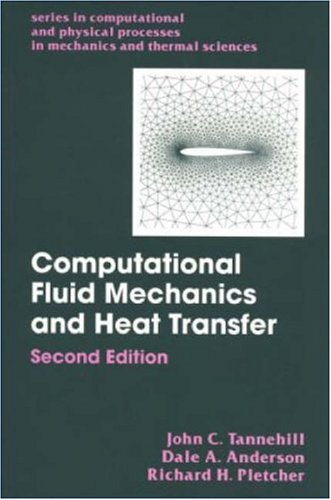 series in computational
and physical processes
in mechanics and thermal sciences
Computational
Fluid Mechanics
and Heat Transfer
Second Edition
John C. Tannehill
Dale A. Anderson
Richard H. Pletcher